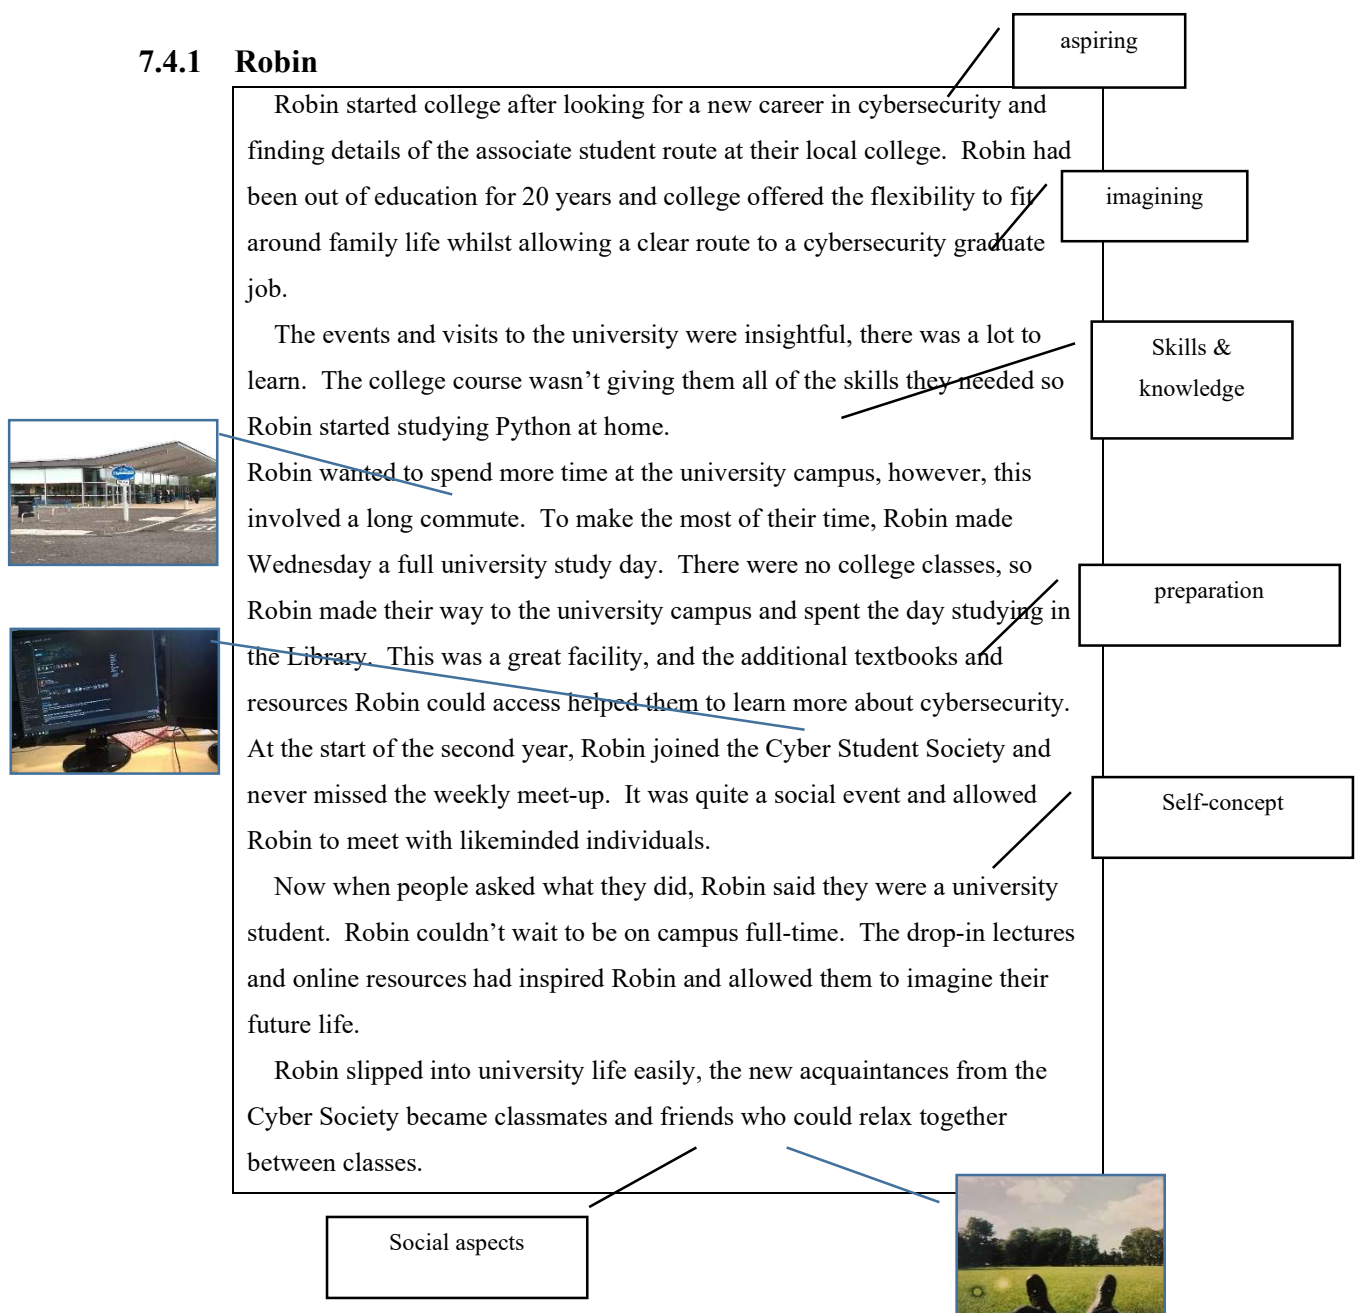 7.4.1 Robin
aspiring
Robin started college after looking for a new career in cybersecurity and
finding details of the associate student route at their local college. Robin had
been out of education for 20 years and college offered the flexibility to fit
around family life whilst allowing a clear route to a cybersecurity graduate
job.
imagining
The events and visits to the university were insightful, there was a lot to
learn. The college course wasn’t giving them all of the skills they needed so
Robin started studying Python at home.
Skills &
knowledge
Robin wanted to spend more time at the university campus, however, this
involved a long commute. To make the most of their time, Robin made
Wednesday a full university study day. There were no college classes, so
Robin made their way to the university campus and spent the day studying in
the Library. This was a great facility, and the additional textbooks and
resources Robin could access helped them to learn more about cybersecurity.
preparation
At the start of the second year, Robin joined the Cyber Student Society and
never missed the weekly meet-up. It was quite a social event and allowed
Robin to meet with likeminded individuals.
Self-concept
Now when people asked what they did, Robin said they were a university
student. Robin couldn’t wait to be on campus full-time. The drop-in lectures
and online resources had inspired Robin and allowed them to imagine their
future life.
Robin slipped into university life easily, the new acquaintances from the
Cyber Society became classmates and friends who could relax together
between classes.
Social aspects